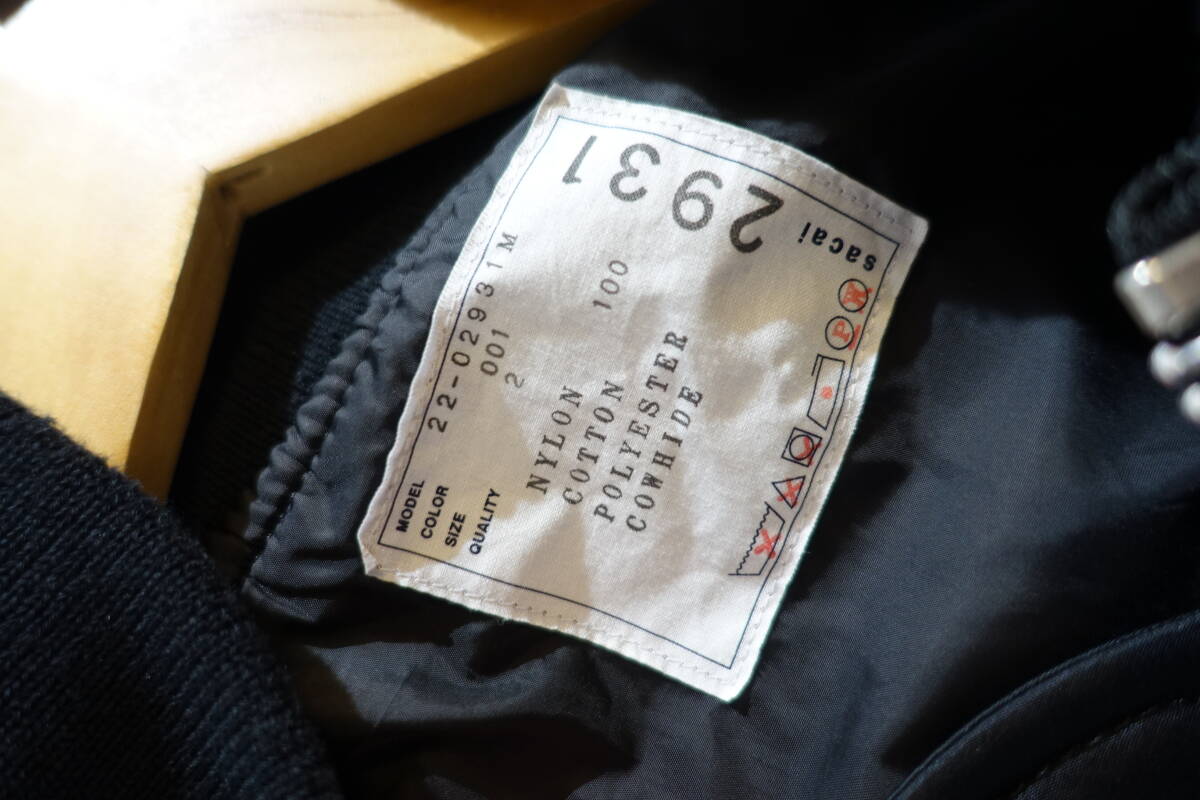 MODEL 22-02931M
COLOR 001
SIZE 2
QUALITY
NYLON 100
COTTON
POLYESTER
COWHIDE
P W
sacai
2931